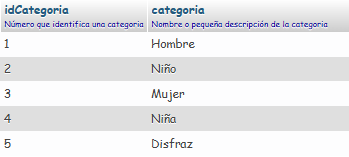 idCategoria categoria
Número que identifica una categoria Nombre o pequeña descripción de la categoria
1 Hombre
2 Niño
3 Mujer
4 Niña
5 Disfraz